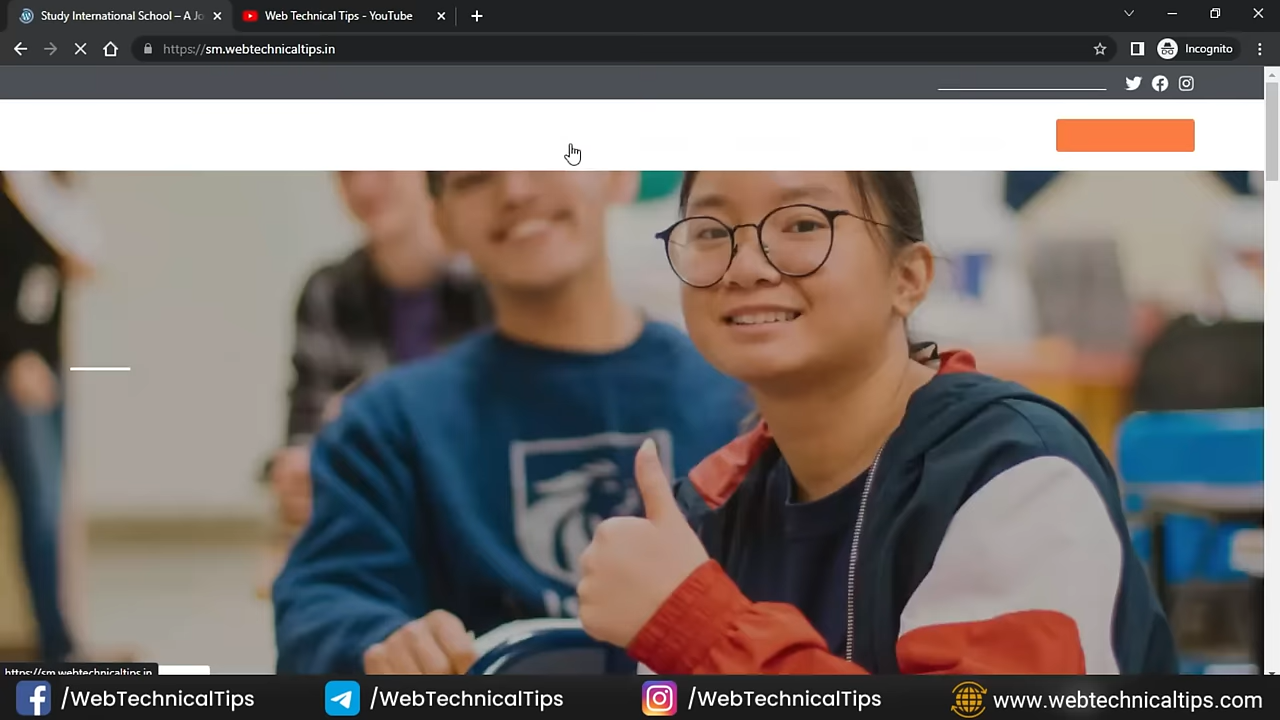 Study International School – A Jo
Web Technical Tips - YouTube
https://sm.webtechnicaltips.in
Incognito
https://sm.webtechnicaltips.in
/WebTechnicalTips
/WebTechnicalTips
/WebTechnicalTips
www.webtechnicaltips.com